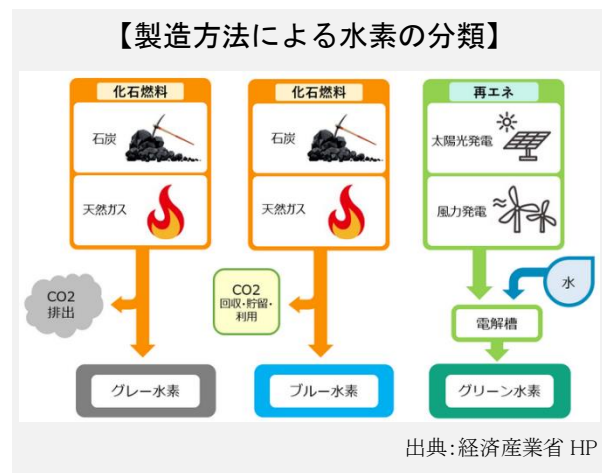 【製造方法による水素の分類】
化石燃料
石炭
天然ガス
CO2
排出
グレー水素
化石燃料
石炭
天然ガス
CO2
回収・貯留・
利用
ブルー水素
再エネ
太陽光発電
風力発電
水
電解槽
グリーン水素
出典:経済産業省 HP